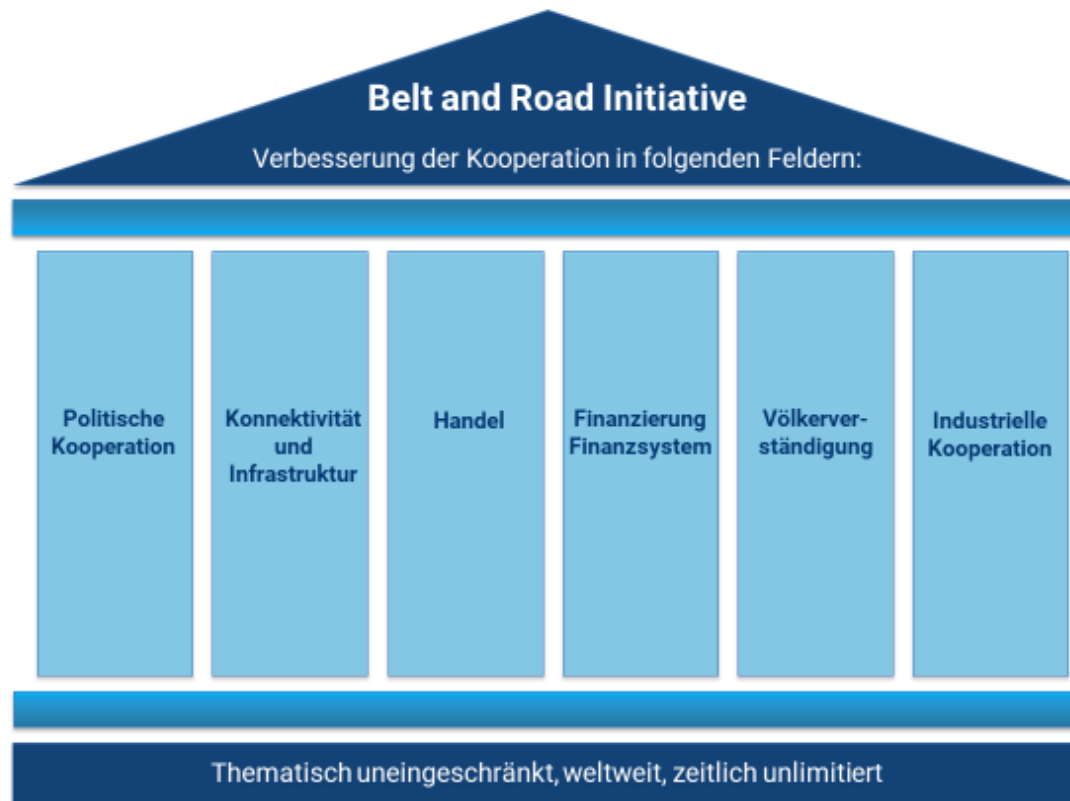 Belt and Road Initiative
Verbesserung der Kooperation in folgenden Feldern:
Politische
Kooperation
Konnektivität
und
Infrastruktur
Handel
Finanzierung
Finanzsystem
Völkerver-
ständigung
Industrielle
Kooperation
Thematisch uneingeschränkt, weltweit, zeitlich unlimitiert